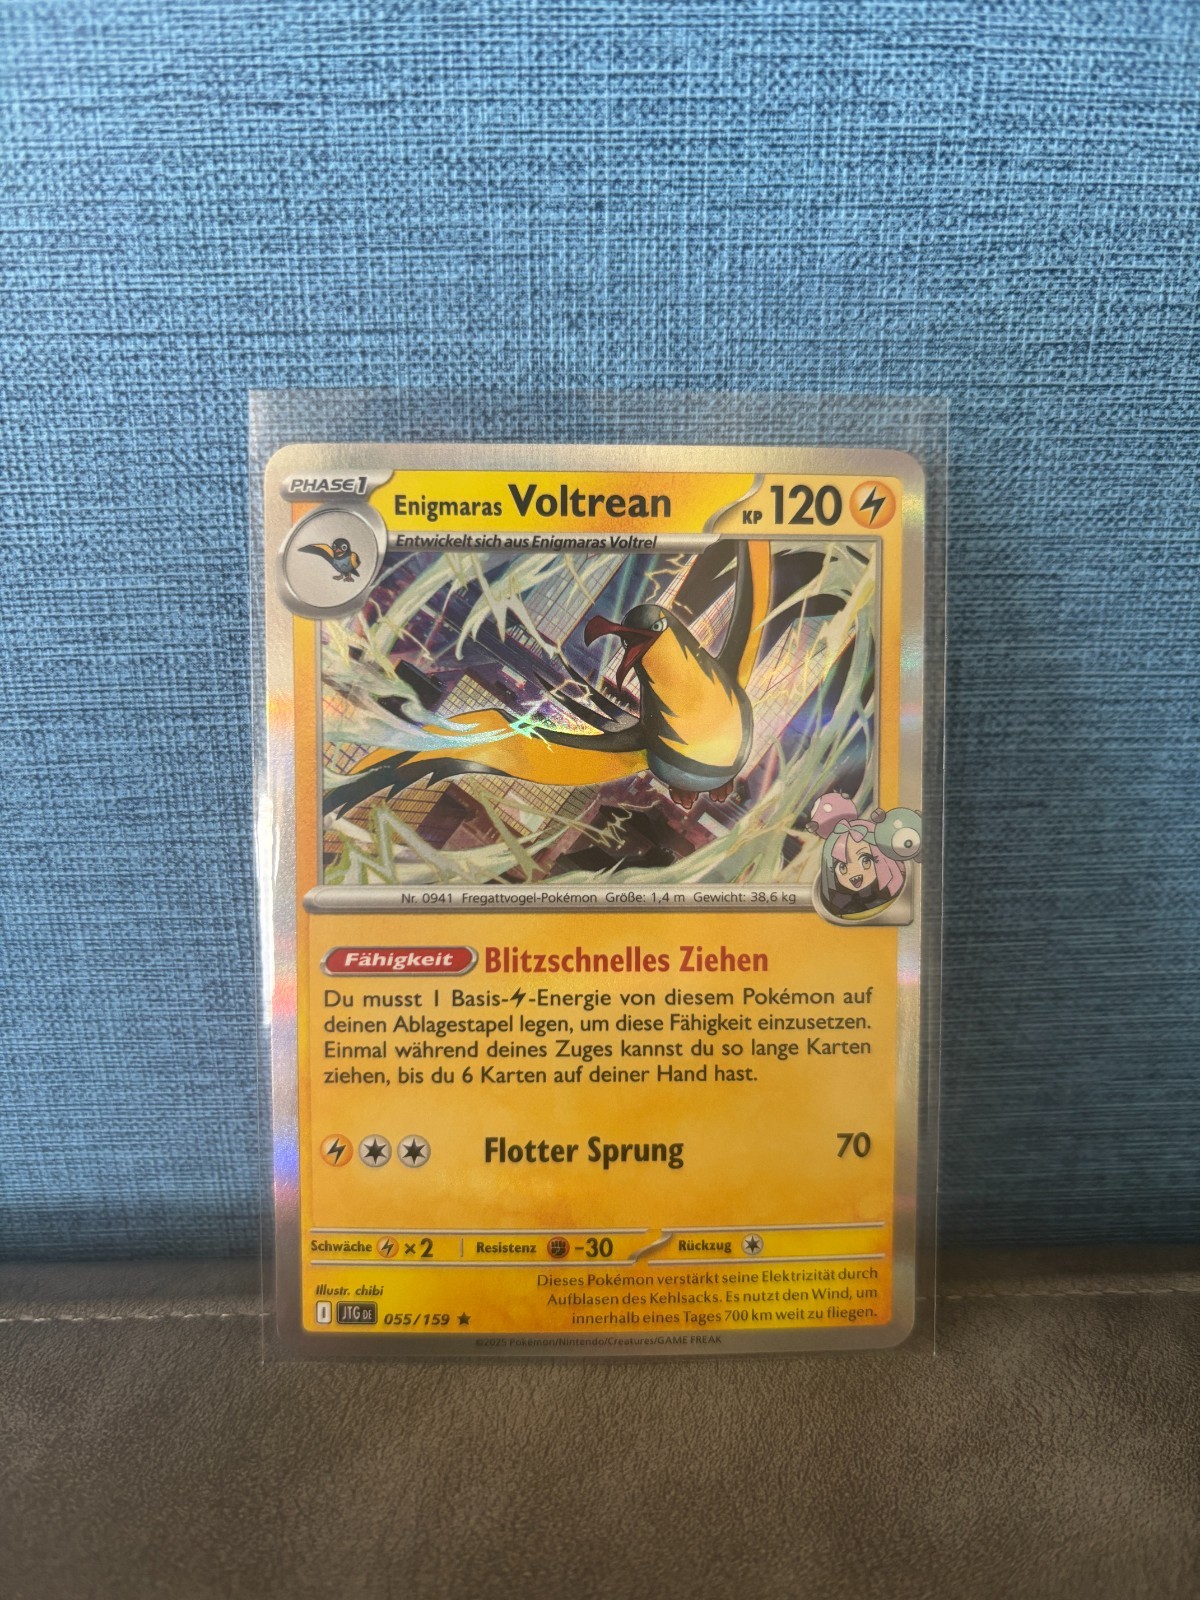 PHASE 1
Enigmaras Voltrean KP 120
Entwickelt sich aus Enigmaras Voltrel
Nr. 0941 Fregattvogel-Pokémon Größe: 1,4 m Gewicht: 38,6 kg
Fähigkeit Blitzschnelles Ziehen
Du musst 1 Basis-⚡-Energie von diesem Pokémon auf
deinen Ablagestapel legen, um diese Fähigkeit einzusetzen.
Einmal während deines Zuges kannst du so lange Karten
ziehen, bis du 6 Karten auf deiner Hand hast.
Flotter Sprung 70
Schwäche ×2 Resistenz -30 Rückzug
Illustr. chibi
Dieses Pokémon verstärkt seine Elektrizität durch
Aufblasen des Kehlsacks. Es nutzt den Wind, um
innerhalb eines Tages 700 km weit zu fliegen.
I JTG DE 055/159 ★
©2025 Pokémon/Nintendo/Creatures/GAME FREAK